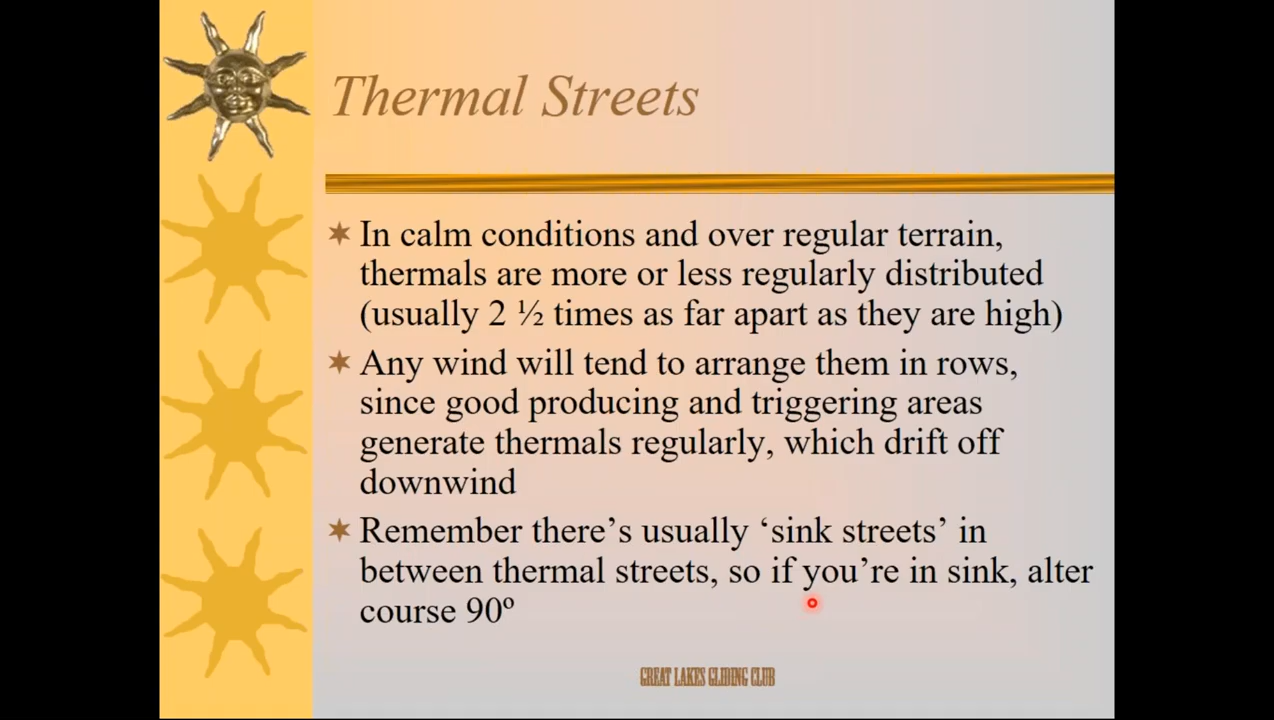 Thermal Streets
In calm conditions and over regular terrain,
thermals are more or less regularly distributed
(usually 2 ½ times as far apart as they are high)
Any wind will tend to arrange them in rows,
since good producing and triggering areas
generate thermals regularly, which drift off
downwind
Remember there’s usually ‘sink streets’ in
between thermal streets, so if you’re in sink, alter
course 90º
GREAT LAKES GLIDING CLUB